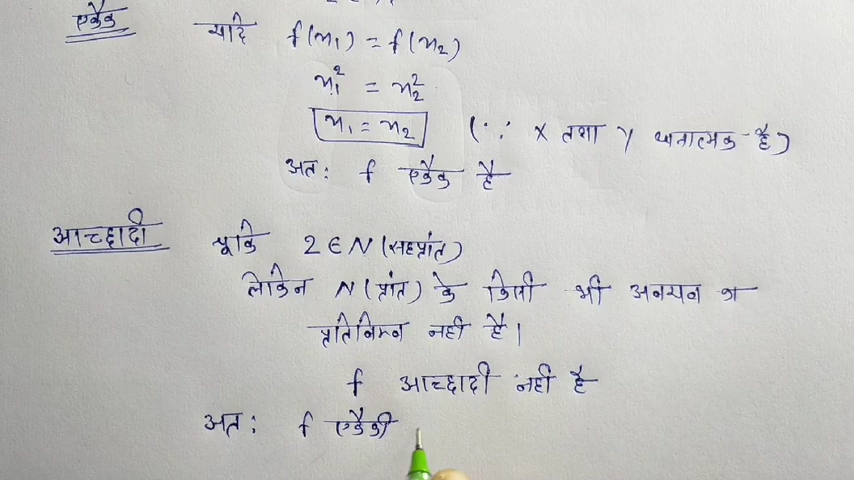 एकैक यदि f(x₁) = f(x₂)
x₁² = x₂²
x₁ = x₂ (∵ x तथा y धनात्मक है)
अतः f एकैक है
आच्छादी चूकि 2 ∈ N (सहप्रांत)
लेकिन N (प्रांत) के किसी भी अवयव का
प्रतिबिम्ब नही है।
f आच्छादी नही है
अतः f एकैकी